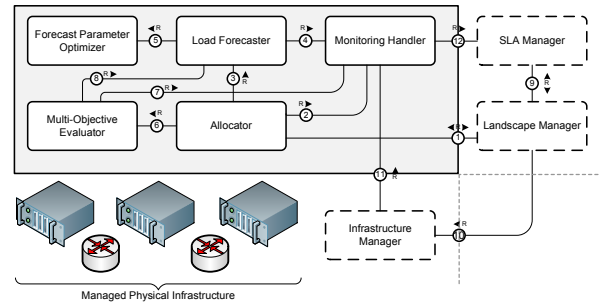 Forecast Parameter
Optimizer
R
5
Load Forecaster
R
4
Monitoring Handler
R
12
SLA Manager
8
R
7
R
3
R
9
R
2
R
Multi-Objective
Evaluator
R
6
Allocator
R
1
Landscape Manager
11
R
Infrastructure
Manager
R
10
Managed Physical Infrastructure